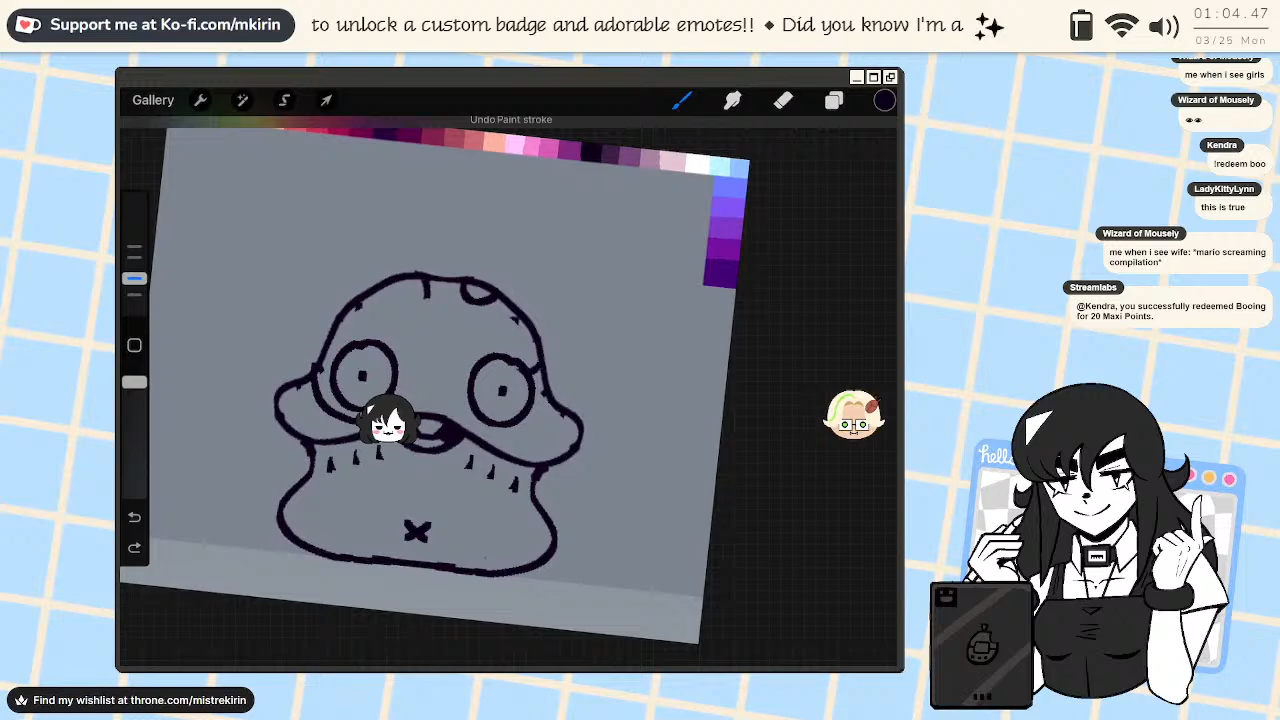 Support me at Ko-fi.com/mkirin
to unlock a custom badge and adorable emotes!! ◆ Did you know I'm a
01:04.47
03/25 Mon
me when i see girls
Wizard of Mousely
Kendra
!redeem boo
LadyKittyLynn
this is true
Wizard of Mousely
me when i see wife: *mario screaming
compilation*
Streamlabs
@Kendra, you successfully redeemed Booing
for 20 Maxi Points.
Gallery
Undo Paint stroke
hello
Find my wishlist at throne.com/mistrekirin